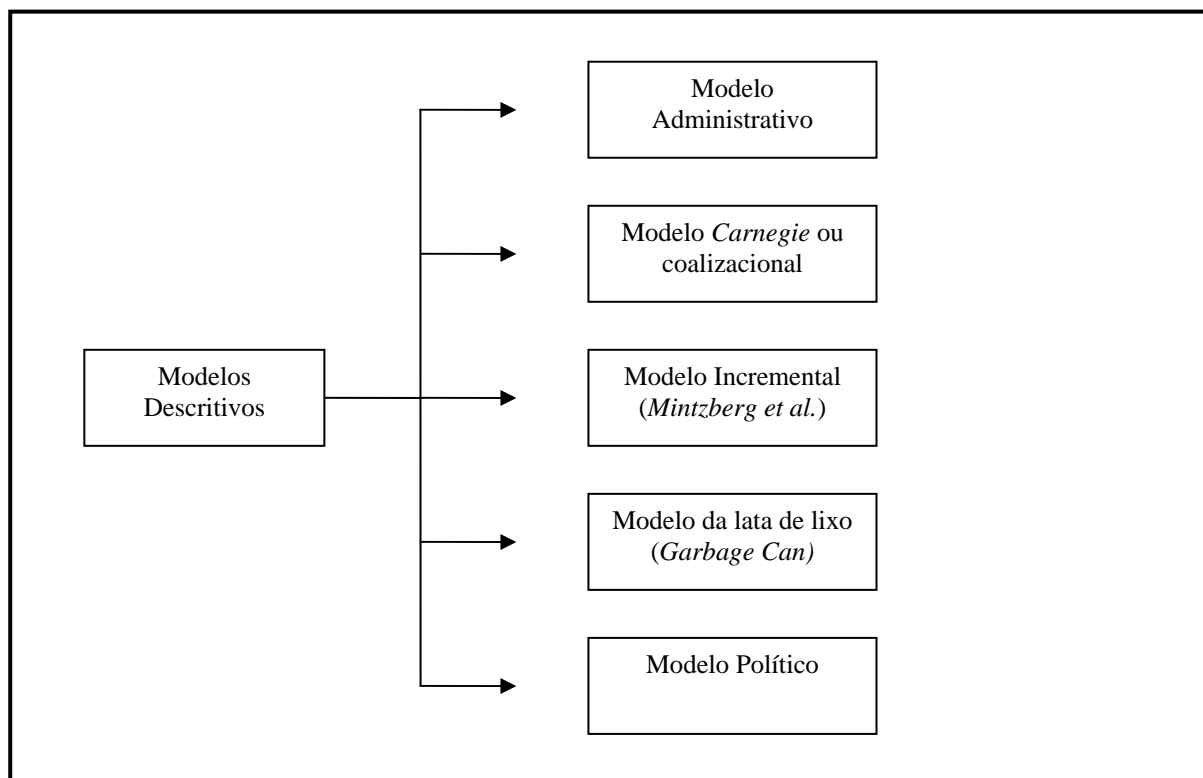 Modelo
Administrativo
Modelo Carnegie ou
coalizacional
Modelos
Descritivos
Modelo Incremental
(Mintzberg et al.)
Modelo da lata de lixo
(Garbage Can)
Modelo Político